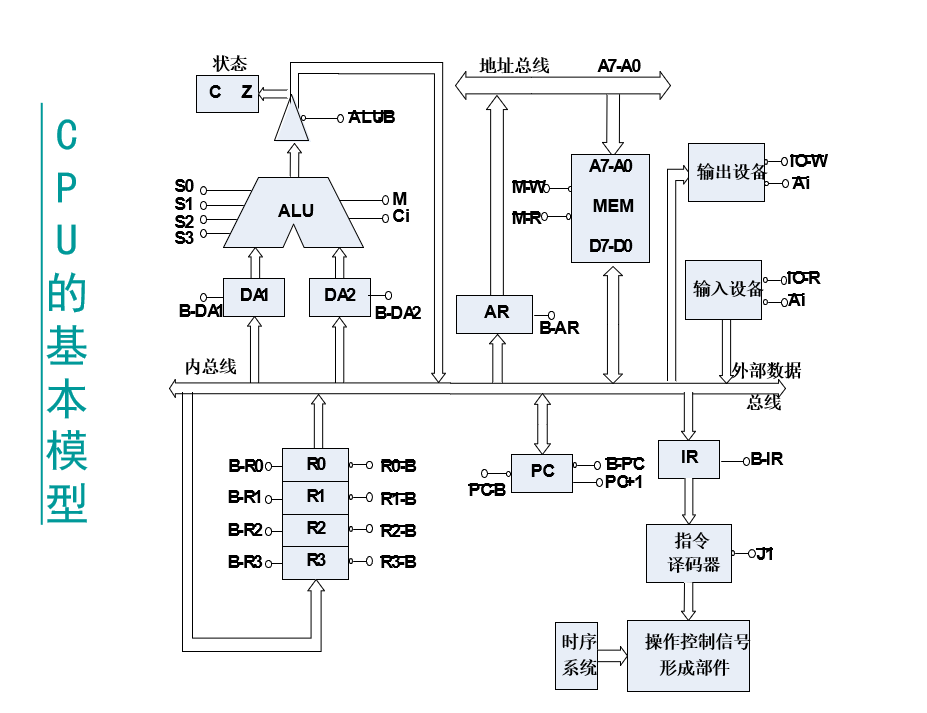 CPU的基本模型
状态
C Z
ALUB
地址总线 A7-A0
S0
S1
S2
S3
ALU
M
Ci
M-W
M-R
A7-A0
MEM
D7-D0
输出设备
IO-W
Ai
输入设备
IO-R
Ai
B-DA1
DA1
DA2
B-DA2
AR
B-AR
内总线
外部数据
总线
B-R0
R0
R0-B
B-R1
R1
R1-B
B-R2
R2
R2-B
B-R3
R3
R3-B
PC-B
PC
B-PC
PC+1
IR
B-IR
指令
译码器
J1
时序
系统
操作控制信号
形成部件